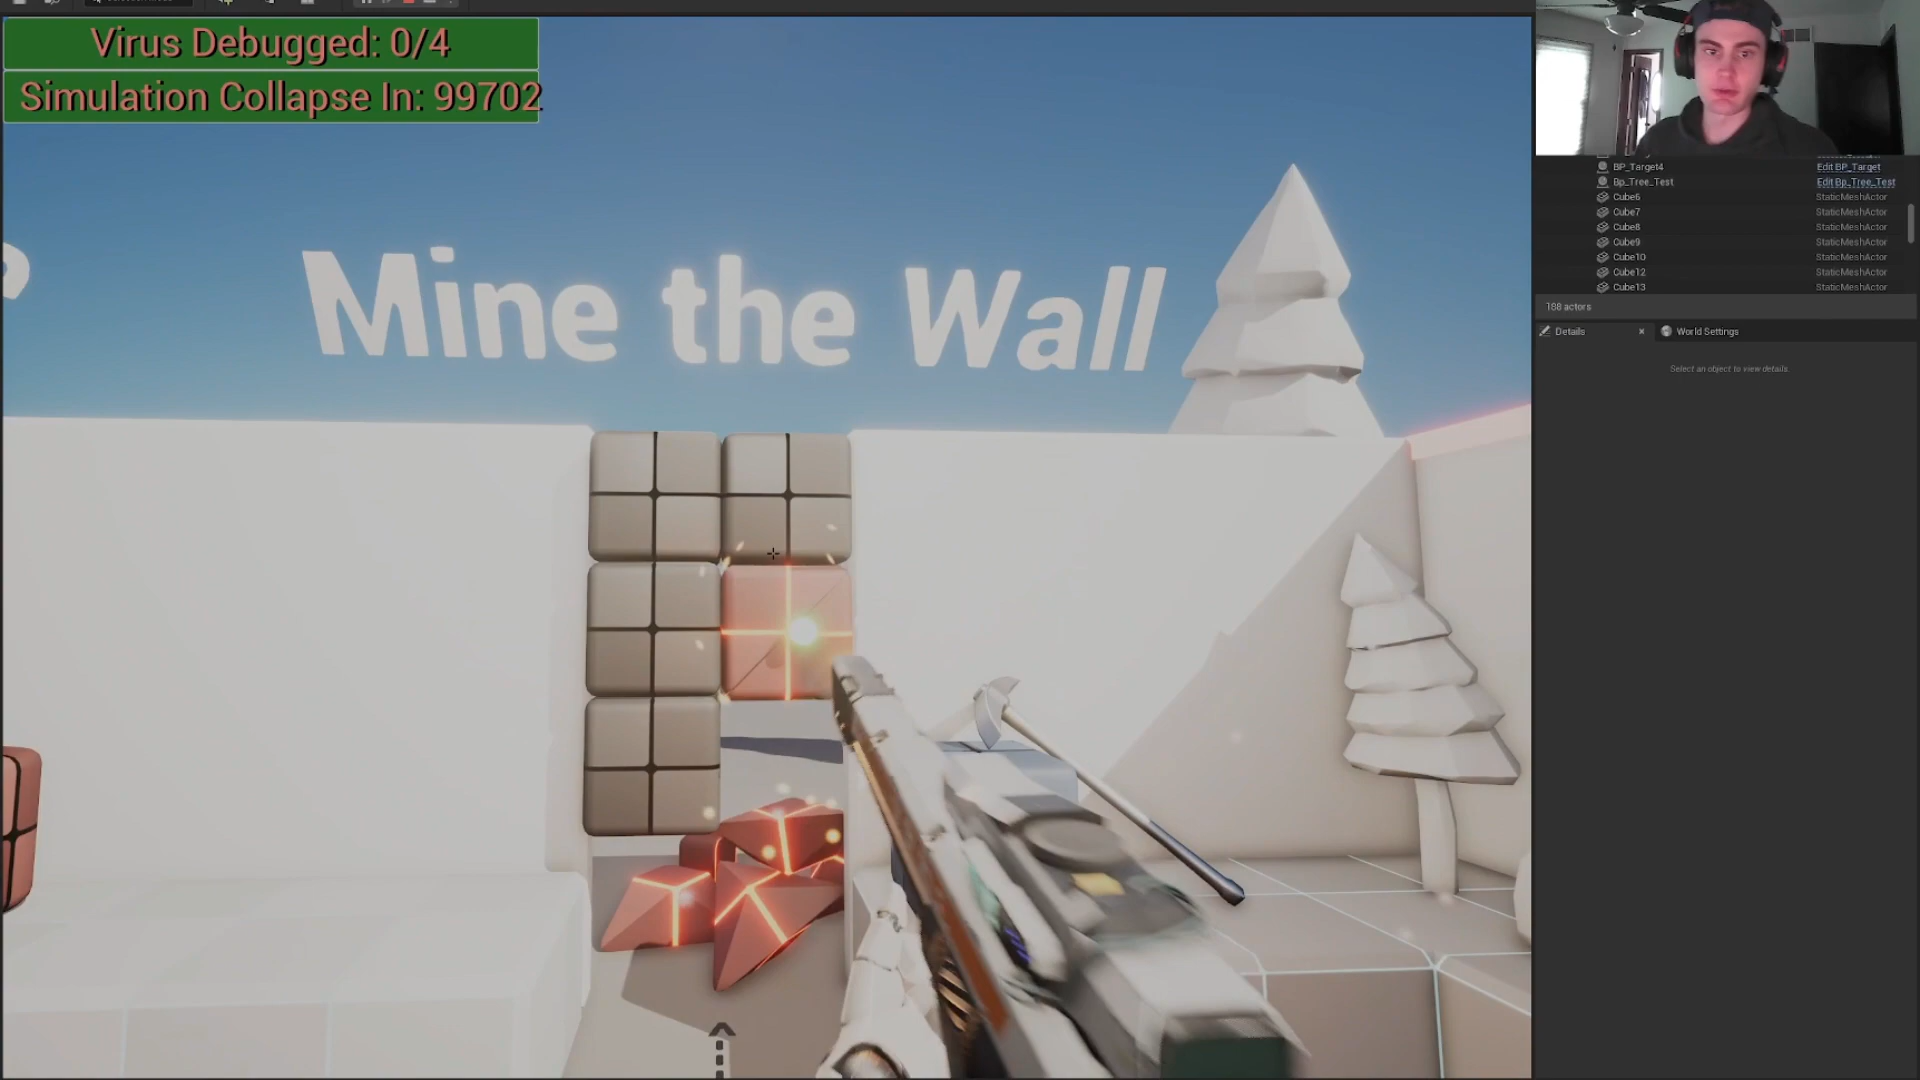 Virus Debugged: 0/4
Simulation Collapse In: 99702
Mine the Wall
BP_Target4 Edit BP_Target
Bp_Tree_Test Edit Bp_Tree_Test
Cube6 StaticMeshActor
Cube7 StaticMeshActor
Cube8 StaticMeshActor
Cube9 StaticMeshActor
Cube10 StaticMeshActor
Cube12 StaticMeshActor
Cube13 StaticMeshActor
188 actors
Details World Settings
Select an object to view details.